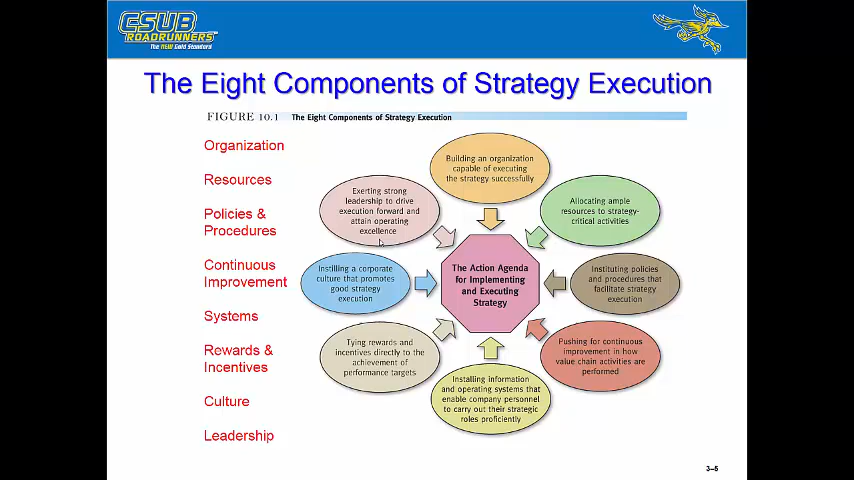 CSUB
ROADRUNNERS
The NEW Gold Standard
The Eight Components of Strategy Execution
FIGURE 10.1 The Eight Components of Strategy Execution
Organization
Resources
Policies &
Procedures
Continuous
Improvement
Systems
Rewards &
Incentives
Culture
Leadership
Building an organization
capable of executing
the strategy successfully
Allocating ample
resources to strategy-
critical activities
Instituting policies
and procedures that
facilitate strategy
execution
Pushing for continuous
improvement in how
value chain activities are
performed
Installing information
and operating systems that
enable company personnel
to carry out their strategic
roles proficiently
Tying rewards and
incentives directly to the
achievement of
performance targets
Instilling a corporate
culture that promotes
good strategy
execution
Exerting strong
leadership to drive
execution forward and
attain operating
excellence
The Action Agenda
for Implementing
and Executing
Strategy
3–5